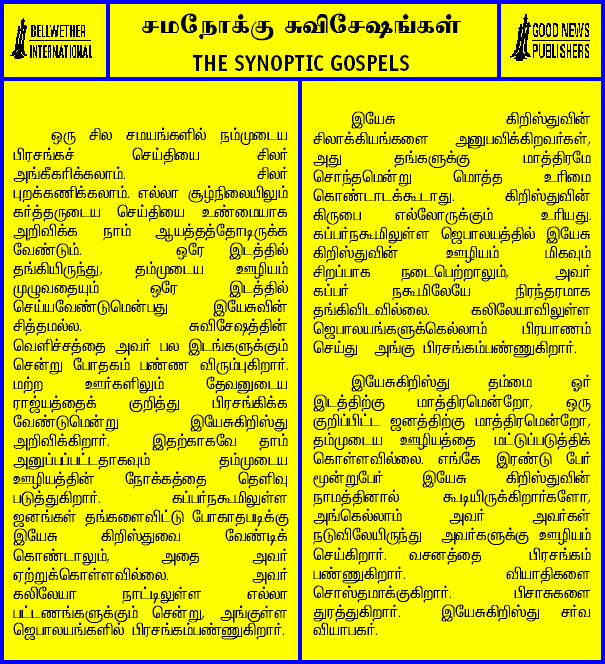 BELLWETHER
INTERNATIONAL
சமநோக்கு சுவிசேஷங்கள்
THE SYNOPTIC GOSPELS
GOOD NEWS
PUBLISHERS
ஒரு சில சமயங்களில் நம்முடைய
பிரசங்கச் செய்தியை சிலர்
அங்கீகரிக்கலாம். சிலர்
புறக்கணிக்கலாம். எல்லா சூழ்நிலையிலும்
கர்த்தருடைய செய்தியை உண்மையாக
அறிவிக்க நாம் ஆயத்தத்தோடிருக்க
வேண்டும். ஒரே இடத்தில்
தங்கியிருந்து, தம்முடைய ஊழியம்
முழுவதையும் ஒரே இடத்தில்
செய்யவேண்டுமென்பது இயேசுவின்
சித்தமல்ல. சுவிசேஷத்தின்
வெளிச்சத்தை அவர் பல இடங்களுக்கும்
சென்று போதகம் பண்ண விரும்புகிறார்.
மற்ற ஊர்களிலும் தேவனுடைய
ராஜ்யத்தைக் குறித்து பிரசங்கிக்க
வேண்டுமென்று இயேசுகிறிஸ்து
அறிவிக்கிறார். இதற்காகவே தாம்
அனுப்பப்பட்டதாகவும் தம்முடைய
ஊழியத்தின் நோக்கத்தை தெளிவு
படுத்துகிறார். கப்பர்நகூமிலுள்ள
ஜனங்கள் தங்களைவிட்டு போகாதபடிக்கு
இயேசு கிறிஸ்துவை வேண்டிக்
கொண்டாலும், அதை அவர்
ஏற்றுக்கொள்ளவில்லை. அவர்
கலிலேயா நாட்டிலுள்ள எல்லா
பட்டணங்களுக்கும் சென்று, அங்குள்ள
ஜெபாலயங்களில் பிரசங்கம்பண்ணுகிறார்.
இயேசு கிறிஸ்துவின்
சிலாக்கியங்களை அனுபவிக்கிறவர்கள்,
அது தங்களுக்கு மாத்திரமே
சொந்தமென்று மொத்த உரிமை
கொண்டாடக்கூடாது. கிறிஸ்துவின்
கிருபை எல்லோருக்கும் உரியது.
கப்பர்நகூமிலுள்ள ஜெபாலயத்தில் இயேசு
கிறிஸ்துவின் ஊழியம் மிகவும்
சிறப்பாக நடைபெற்றாலும், அவர்
கப்பர் நகூமிலேயே நிரந்தரமாக
தங்கிவிடவில்லை. கலிலேயாவிலுள்ள
ஜெபாலயங்களுக்கெல்லாம் பிரயாணம்
செய்து அங்கு பிரசங்கம்பண்ணுகிறார்.
இயேசுகிறிஸ்து தம்மை ஓர்
இடத்திற்கு மாத்திரமென்றோ, ஒரு
குறிப்பிட்ட ஜனத்திற்கு மாத்திரமென்றோ,
தம்முடைய ஊழியத்தை மட்டுப்படுத்திக்
கொள்ளவில்லை. எங்கே இரண்டு பேர்
மூன்றுபேர் இயேசு கிறிஸ்துவின்
நாமத்தினால் கூடியிருக்கிறார்களோ,
அங்கெல்லாம் அவர் அவர்கள்
நடுவிலேயிருந்து அவர்களுக்கு ஊழியம்
செய்கிறார். வசனத்தை பிரசங்கம்
பண்ணுகிறார். வியாதிகளை
சொஸ்தமாக்குகிறார். பிசாசுகளை
துரத்துகிறார். இயேசுகிறிஸ்து சர்வ
வியாபகர்.